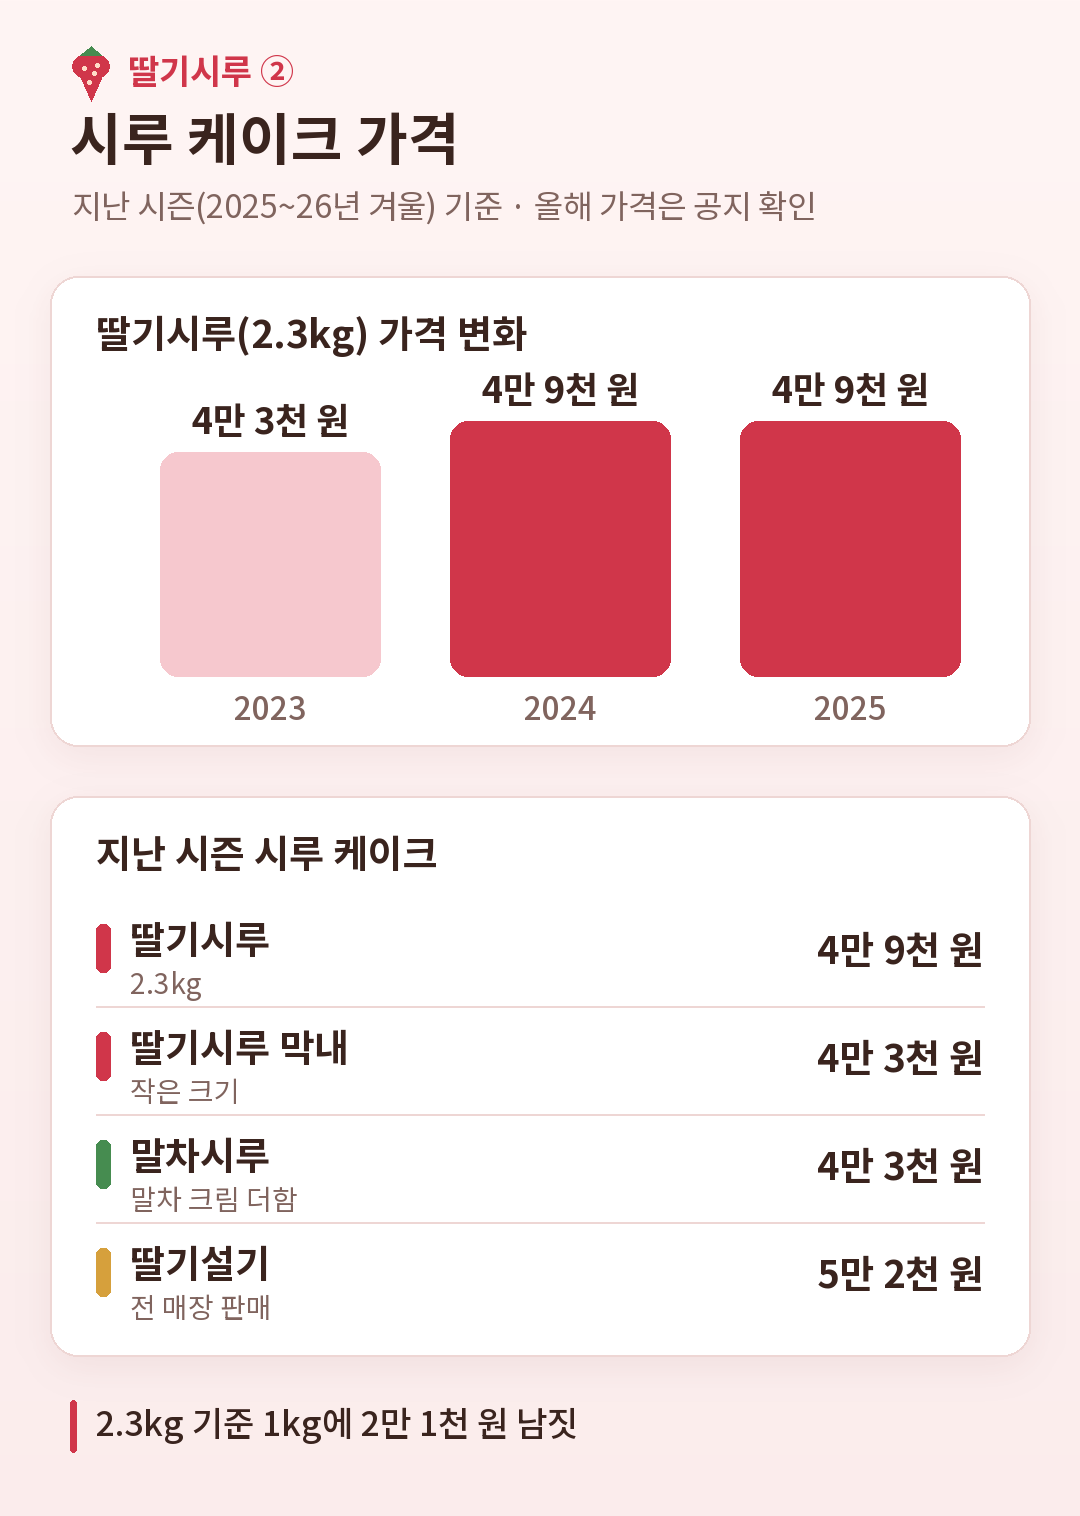 딸기시루 ②
시루 케이크 가격
지난 시즌(2025~26년 겨울) 기준 · 올해 가격은 공지 확인
딸기시루(2.3kg) 가격 변화
4만 3천 원
4만 9천 원
4만 9천 원
2023
2024
2025
지난 시즌 시루 케이크
딸기시루
4만 9천 원
2.3kg
딸기시루 막내
4만 3천 원
작은 크기
말차시루
4만 3천 원
말차 크림 더함
딸기설기
5만 2천 원
전 매장 판매
2.3kg 기준 1kg에 2만 1천 원 남짓